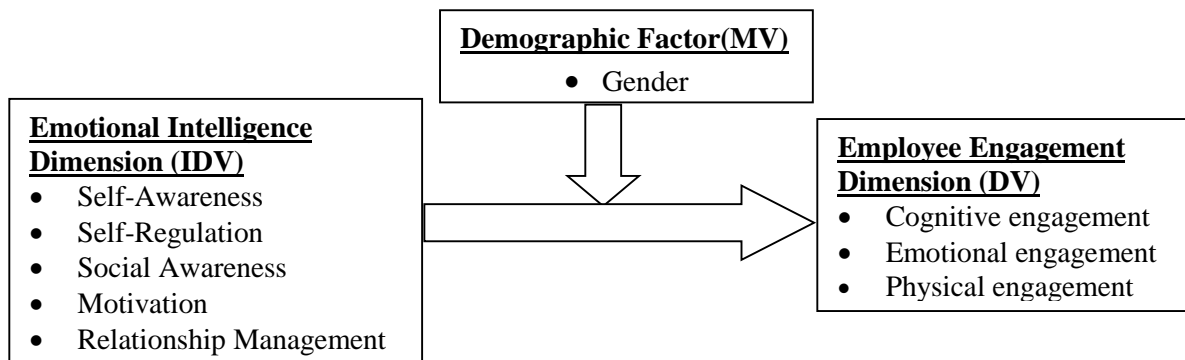 Demographic Factor(MV)
• Gender
Emotional Intelligence
Dimension (IDV)
• Self-Awareness
• Self-Regulation
• Social Awareness
• Motivation
• Relationship Management
Employee Engagement
Dimension (DV)
• Cognitive engagement
• Emotional engagement
• Physical engagement